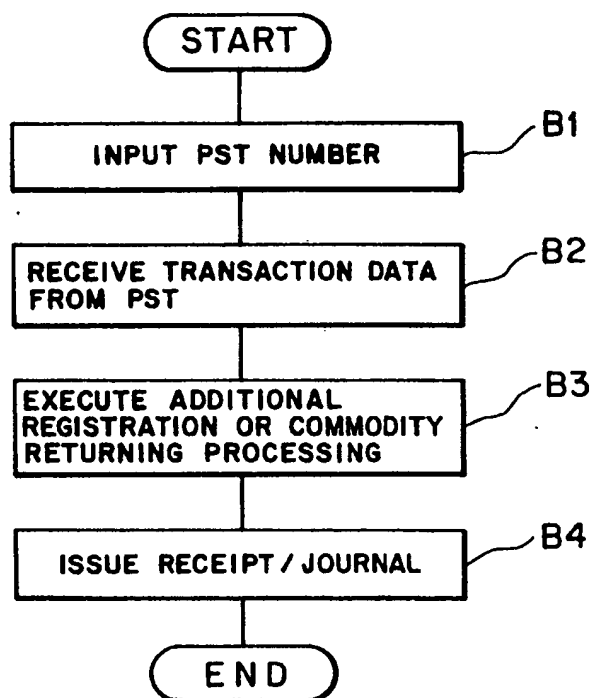 START
INPUT PST NUMBER
B1
RECEIVE TRANSACTION DATA
FROM PST
B2
EXECUTE ADDITIONAL
REGISTRATION OR COMMODITY
RETURNING PROCESSING
B3
ISSUE RECEIPT/JOURNAL
B4
END